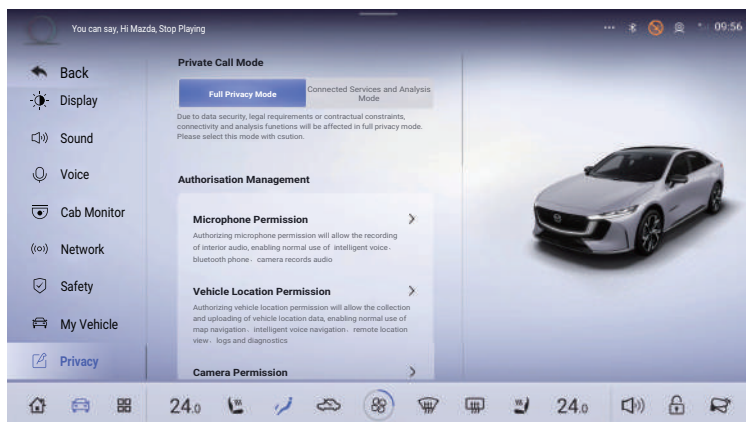 You can say, Hi Mazda, Stop Playing
09:56
Back
Display
Sound
Voice
Cab Monitor
Network
Safety
My Vehicle
Privacy
Private Call Mode
Full Privacy Mode
Connected Services and Analysis
Mode
Due to data security, legal requirements or contractual constraints,
connectivity and analysis funetions will be affected in full privacy mode.
Please select this mode with csution.
Authorisation Management
Microphone Permission
Authorizing microphone permission will allow the recording
of interior audio, enabling normal use of intelligent voice、
bluetooth phone、camera records audio
Vehicle Location Permission
Authorizing vehicle location permission will allow the collection
and uploading of vehicle location data, enabling normal use of
map navigation、intelligent voice navigation、remote location
view、logs and diagnostics
Camera Permission
24.0
24.0